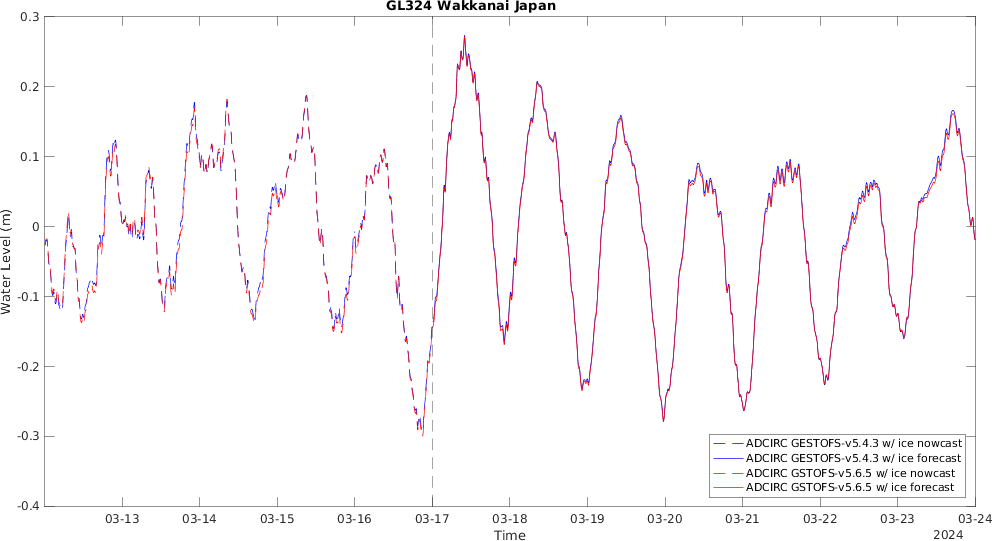 GL324 Wakkanai Japan
0.3
0.2
0.1
0
-0.1
-0.2
-0.3
-0.4
Water Level (m)
ADCIRC GESTOFS-v5.4.3 w/ ice nowcast
ADCIRC GESTOFS-v5.4.3 w/ ice forecast
ADCIRC GSTOFS-v5.6.5 w/ ice nowcast
ADCIRC GSTOFS-v5.6.5 w/ ice forecast
03-13 03-14 03-15 03-16 03-17 03-18 03-19 03-20 03-21 03-22 03-23 03-24
Time
2024